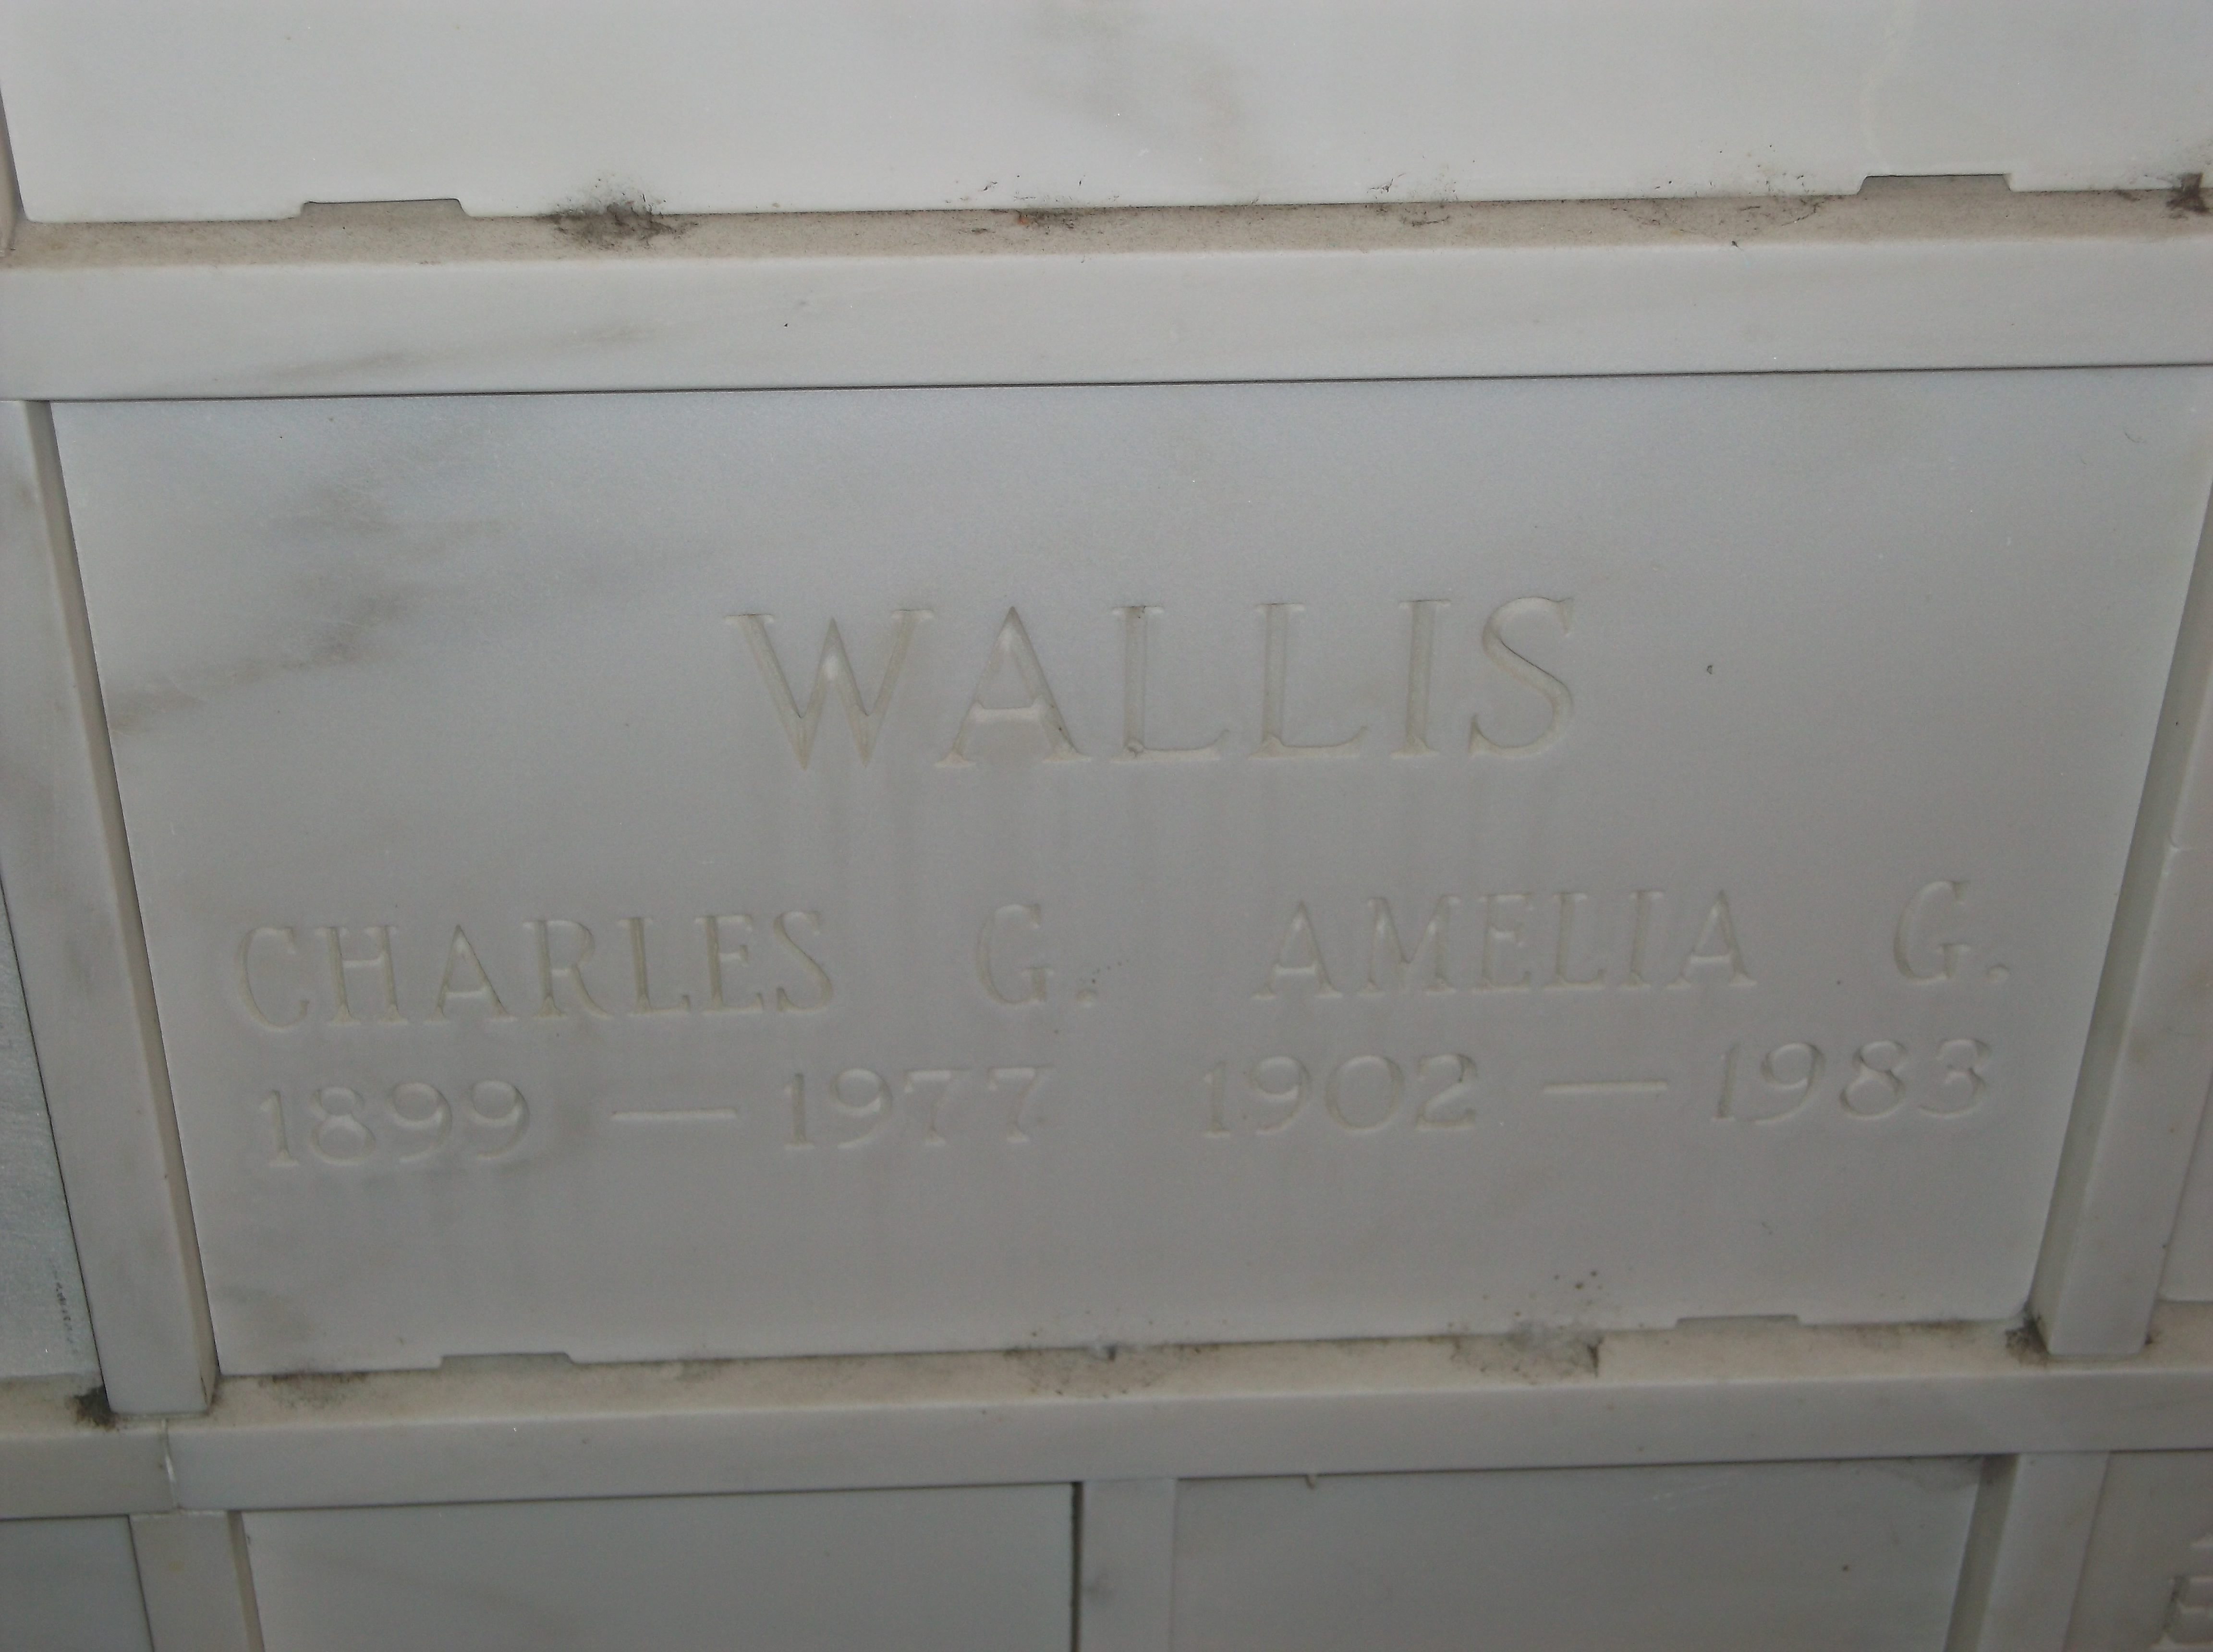 WALLIS
CHARLES G. AMELIA G.
1899 — 1977 1902 — 1983